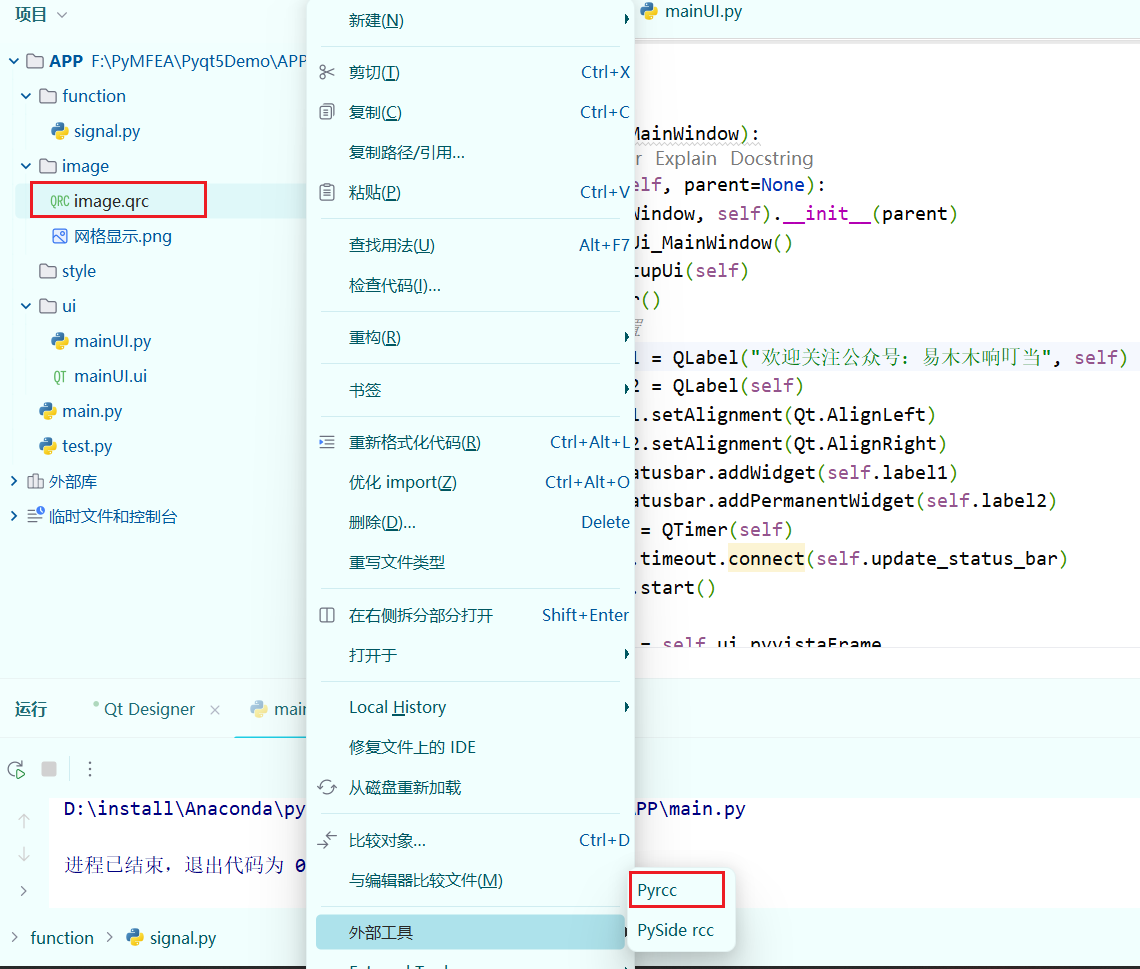 项目
APP F:\PyMFEA\Pyqt5Demo\APP
function
signal.py
image
QRC image.qrc
网格显示.png
style
ui
mainUI.py
QT mainUI.ui
main.py
test.py
外部库
临时文件和控制台
新建(N)
剪切(T) Ctrl+X
复制(C) Ctrl+C
复制路径/引用...
粘贴(P) Ctrl+V
查找用法(U) Alt+F7
检查代码(I)...
重构(R)
书签
重新格式化代码(R) Ctrl+Alt+L
优化 import(Z) Ctrl+Alt+O
删除(D)... Delete
重写文件类型
在右侧拆分部分打开 Shift+Enter
打开于
Local History
修复文件上的 IDE
从磁盘重新加载
比较对象... Ctrl+D
与编辑器比较文件(M)
外部工具
Pyrcc
PySide rcc
mainUI.py
MainWindow):
r Explain Docstring
elf, parent=None):
Window, self).__init__(parent)
Ui_MainWindow()
tupUi(self)
r()
1 = QLabel("欢迎关注公众号：易木木响叮当", self)
2 = QLabel(self)
1.setAlignment(Qt.AlignLeft)
2.setAlignment(Qt.AlignRight)
atusbar.addWidget(self.label1)
atusbar.addPermanentWidget(self.label2)
= QTimer(self)
.timeout.connect(self.update_status_bar)
.start()
= self.ui.pyvistaFrame
运行
Qt Designer
main
D:\install\Anaconda\py
PP\main.py
进程已结束，退出代码为 0
function
signal.py